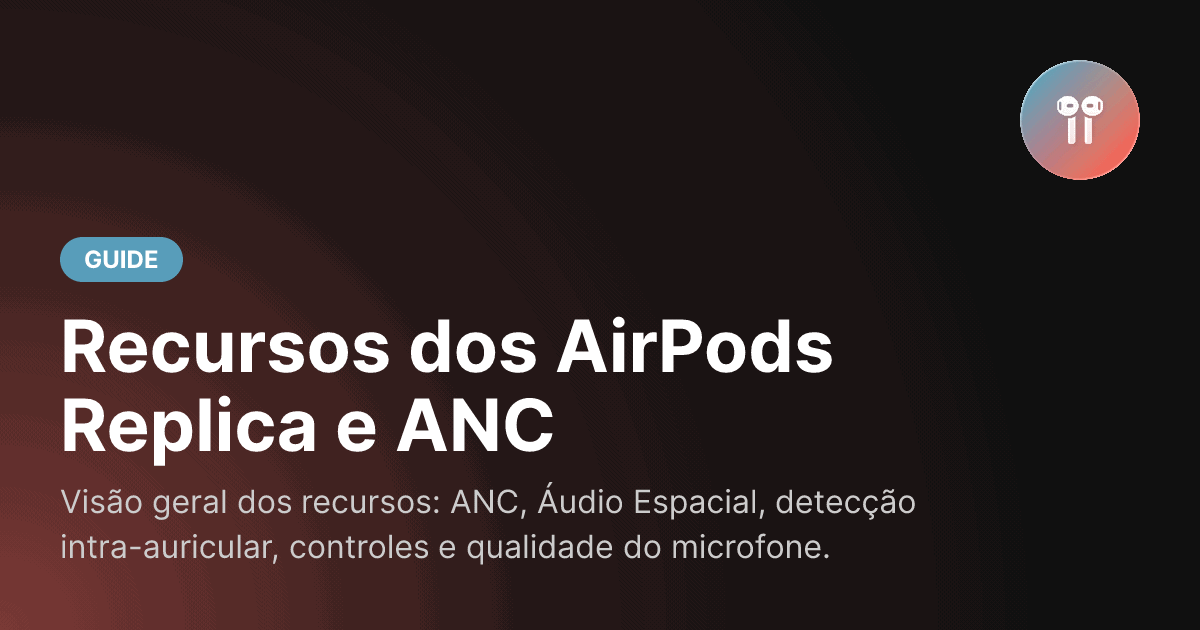 GUIDE
Recursos dos AirPods
Replica e ANC
Visão geral dos recursos: ANC, Áudio Espacial, detecção
intra-auricular, controles e qualidade do microfone.